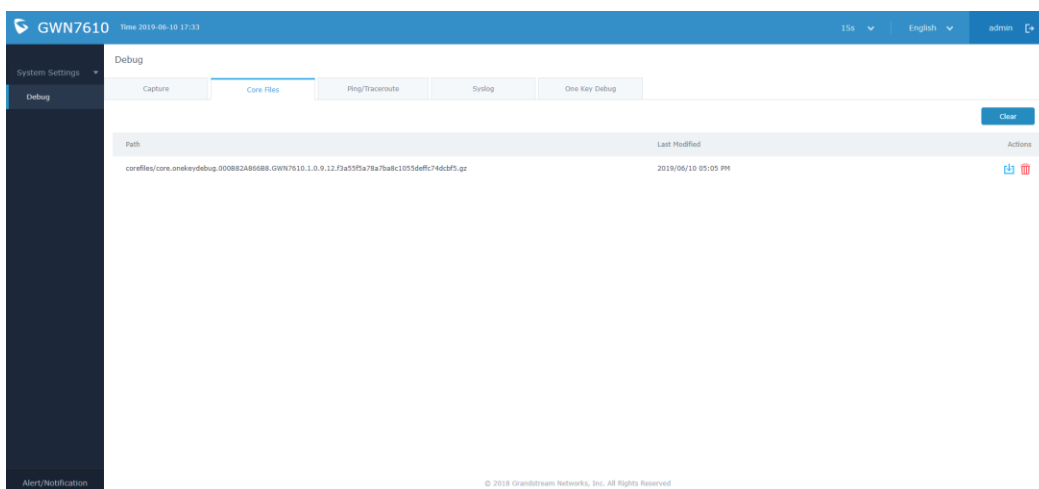 GWN7610 Time 2019-06-10 17:33 15s English admin
System Settings
Debug
Debug
Capture Core Files Ping/Traceroute Syslog One Key Debug
Clear
Path Last Modified Actions
corefiles/core.onekeydebug.000B82A866B8.GWN7610.1.0.9.12.f3a55f5a78a7ba8c1055deffc74dcbf5.gz 2019/06/10 05:05 PM
Alert/Notification
© 2018 Grandstream Networks, Inc. All Rights Reserved